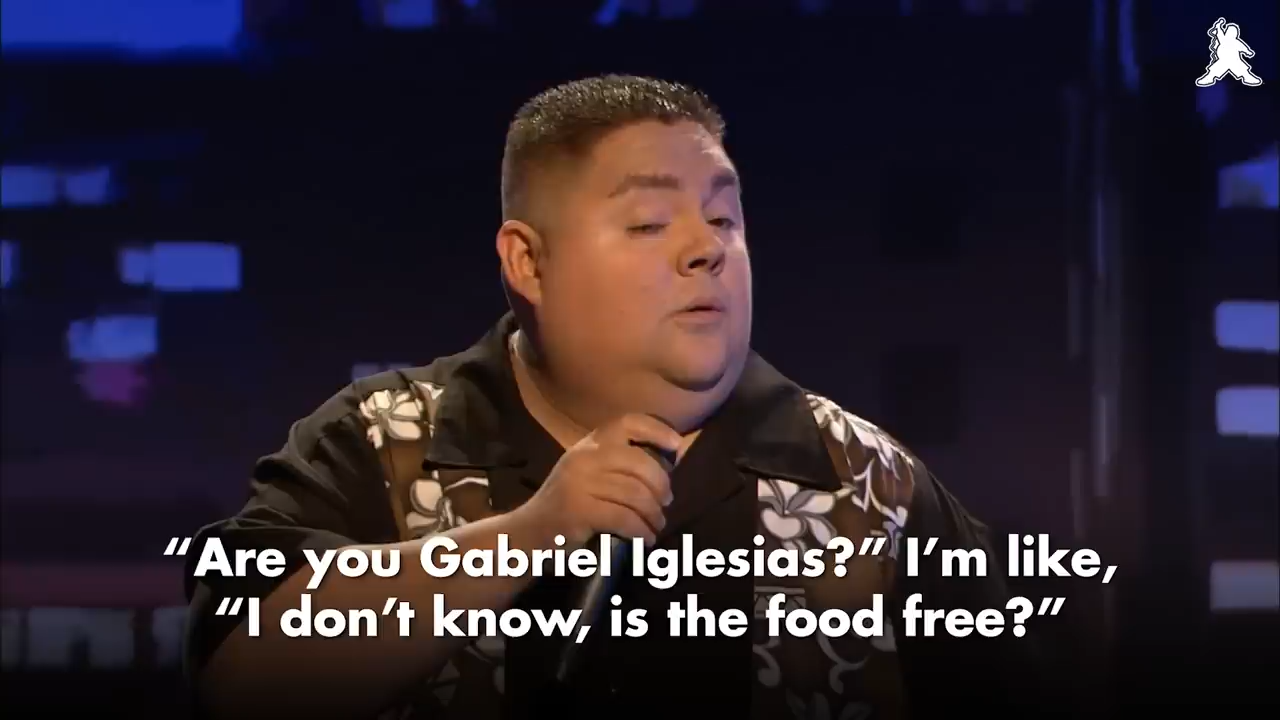 “Are you Gabriel Iglesias?” I’m like,
“I don’t know, is the food free?”